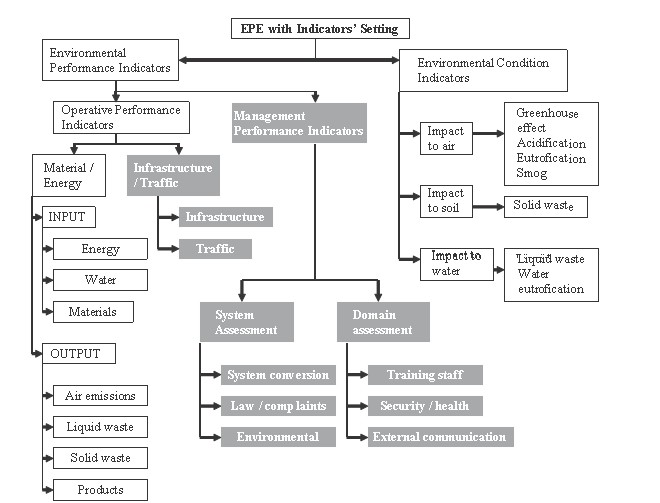 EPE with Indicators' Setting
Environmental
Performance Indicators
Environmental Condition
Indicators
Operative Performance
Indicators
Management
Performance Indicators
Impact
to air
Greenhouse
effect
Acidification
Eutrofication
Smog
Material /
Energy
Infrastructure
/ Traffic
Impact
to soil
Solid waste
INPUT
Infrastructure
Energy
Traffic
Impact to
water
Liquid waste
Water
eutrofication
Water
Materials
System
Assessment
Domain
assessment
OUTPUT
System conversion
Training staff
Air emissions
Law / complaints
Security / health
Liquid waste
Environmental
External communication
Solid waste
Products